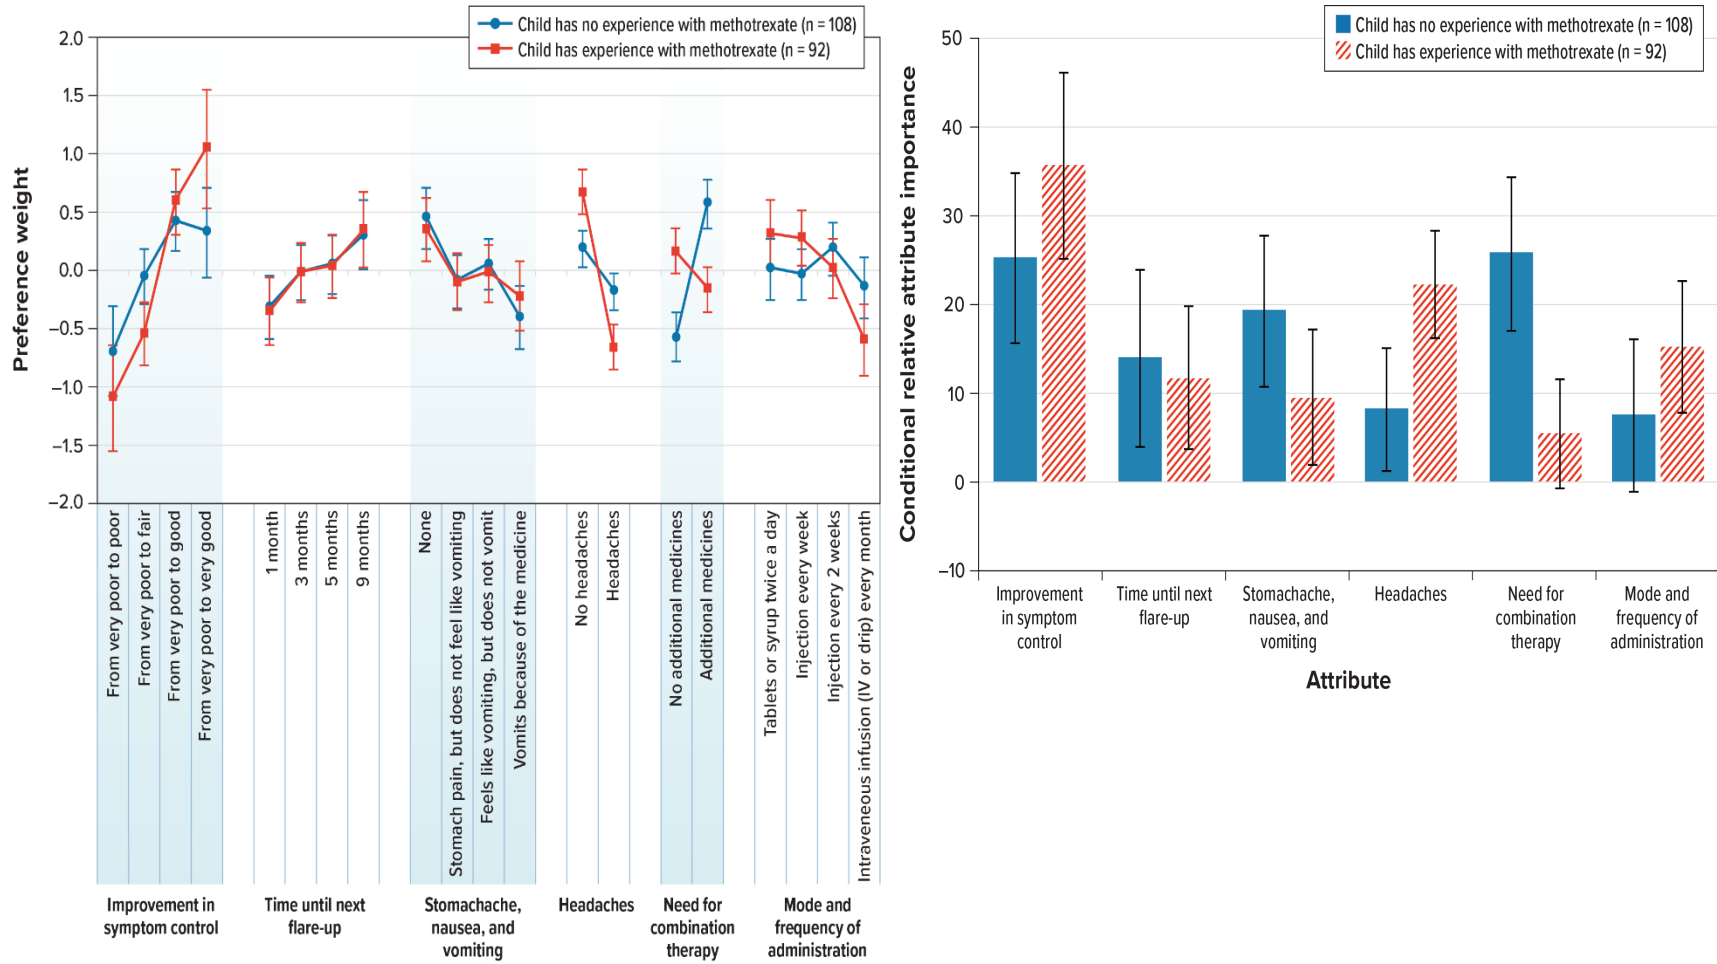 Child has no experience with methotrexate (n = 108)
Child has experience with methotrexate (n = 92)
Preference weight
2.0
1.5
1.0
0.5
0.0
–0.5
–1.0
–1.5
–2.0
From very poor to poor
From very poor to fair
From very poor to good
From very poor to very good
1 month
3 months
5 months
9 months
None
Stomach pain, but does not feel like vomiting
Feels like vomiting, but does not vomit
Vomits because of the medicine
No headaches
Headaches
No additional medicines
Additional medicines
Tablets or syrup twice a day
Injection every week
Injection every 2 weeks
Intraveneous infusion (IV or drip) every month
Improvement in
symptom control
Time until next
flare-up
Stomachache,
nausea, and
vomiting
Headaches
Need for
combination
therapy
Mode and
frequency of
administration
Child has no experience with methotrexate (n = 108)
Child has experience with methotrexate (n = 92)
Conditional relative attribute importance
50
40
30
20
10
0
–10
Improvement
in symptom
control
Time until next
flare-up
Stomachache,
nausea, and
vomiting
Headaches
Need for
combination
therapy
Mode and
frequency of
administration
Attribute